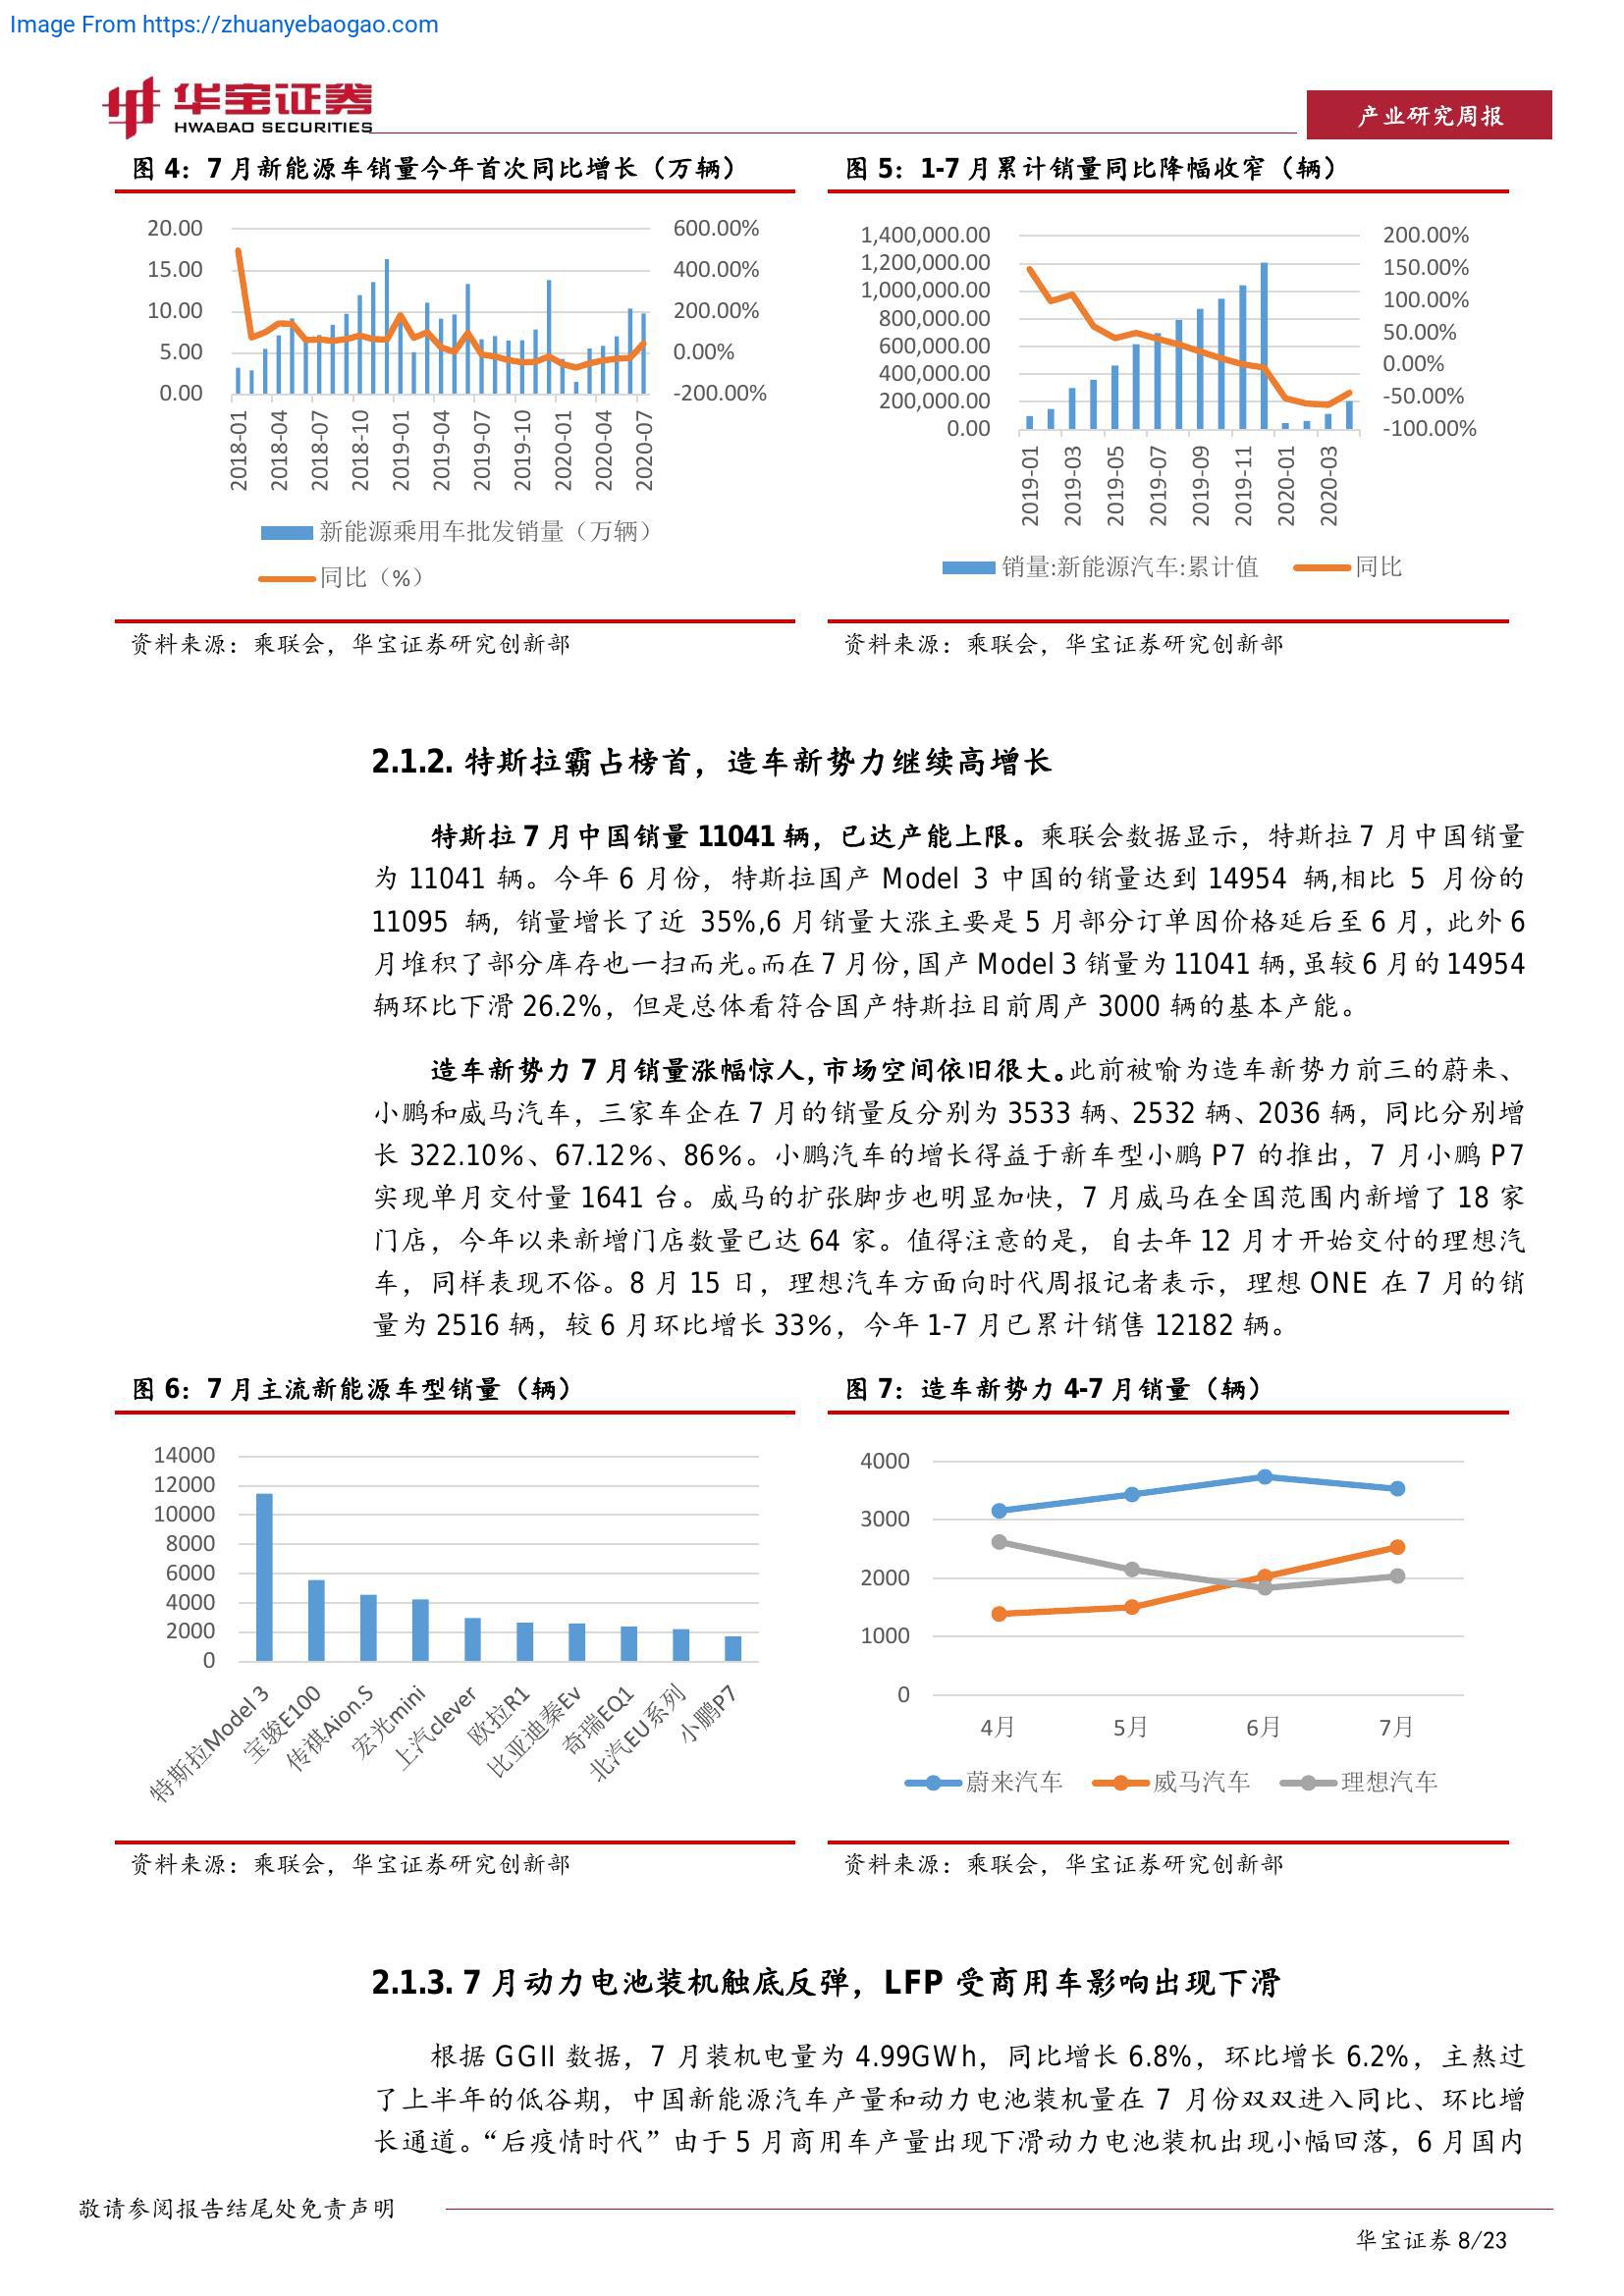 Image From https://zhuanyebaogao.com
华宝证券
HWABAO SECURITIES
产业研究周报
图 4：7 月新能源车销量今年首次同比增长（万辆）
20.00
15.00
10.00
5.00
0.00
600.00%
400.00%
200.00%
0.00%
-200.00%
2018-01
2018-04
2018-07
2018-10
2019-01
2019-04
2019-07
2019-10
2020-01
2020-04
2020-07
新能源乘用车批发销量（万辆）
同比（%）
资料来源：乘联会，华宝证券研究创新部
图 5：1-7 月累计销量同比降幅收窄（辆）
1,400,000.00
1,200,000.00
1,000,000.00
800,000.00
600,000.00
400,000.00
200,000.00
0.00
200.00%
150.00%
100.00%
50.00%
0.00%
-50.00%
-100.00%
2019-01
2019-03
2019-05
2019-07
2019-09
2019-11
2020-01
2020-03
销量:新能源汽车:累计值
同比
资料来源：乘联会，华宝证券研究创新部
2.1.2. 特斯拉霸占榜首，造车新势力继续高增长
特斯拉 7 月中国销量 11041 辆，已达产能上限。乘联会数据显示，特斯拉 7 月中国销量
为 11041 辆。今年 6 月份，特斯拉国产 Model 3 中国的销量达到 14954 辆,相比 5 月份的
11095 辆, 销量增长了近 35%,6 月销量大涨主要是 5 月部分订单因价格延后至 6 月，此外 6
月堆积了部分库存也一扫而光。而在 7 月份，国产 Model 3 销量为 11041 辆，虽较 6 月的 14954
辆环比下滑 26.2%，但是总体看符合国产特斯拉目前周产 3000 辆的基本产能。
造车新势力 7 月销量涨幅惊人，市场空间依旧很大。此前被喻为造车新势力前三的蔚来、
小鹏和威马汽车，三家车企在 7 月的销量反分别为 3533 辆、2532 辆、2036 辆，同比分别增
长 322.10%、67.12%、86%。小鹏汽车的增长得益于新车型小鹏 P7 的推出，7 月小鹏 P7
实现单月交付量 1641 台。威马的扩张脚步也明显加快，7 月威马在全国范围内新增了 18 家
门店，今年以来新增门店数量已达 64 家。值得注意的是，自去年 12 月才开始交付的理想汽
车，同样表现不俗。8 月 15 日，理想汽车方面向时代周报记者表示，理想 ONE 在 7 月的销
量为 2516 辆，较 6 月环比增长 33%，今年 1-7 月已累计销售 12182 辆。
图 6：7 月主流新能源车型销量（辆）
14000
12000
10000
8000
6000
4000
2000
0
特斯拉Model 3
宝骏E100
传祺Aion.S
宏光mini
上汽clever
欧拉R1
比亚迪秦Ev
奇瑞EQ1
北汽EU系列
小鹏P7
资料来源：乘联会，华宝证券研究创新部
图 7：造车新势力 4-7 月销量（辆）
4000
3000
2000
1000
0
4月
5月
6月
7月
蔚来汽车
威马汽车
理想汽车
资料来源：乘联会，华宝证券研究创新部
2.1.3. 7 月动力电池装机触底反弹，LFP 受商用车影响出现下滑
根据 GGII 数据，7 月装机电量为 4.99GWh，同比增长 6.8%，环比增长 6.2%，主熬过
了上半年的低谷期，中国新能源汽车产量和动力电池装机量在 7 月份双双进入同比、环比增
长通道。“后疫情时代”由于 5 月商用车产量出现下滑动力电池装机出现小幅回落，6 月国内
敬请参阅报告结尾处免责声明
华宝证券 8/23